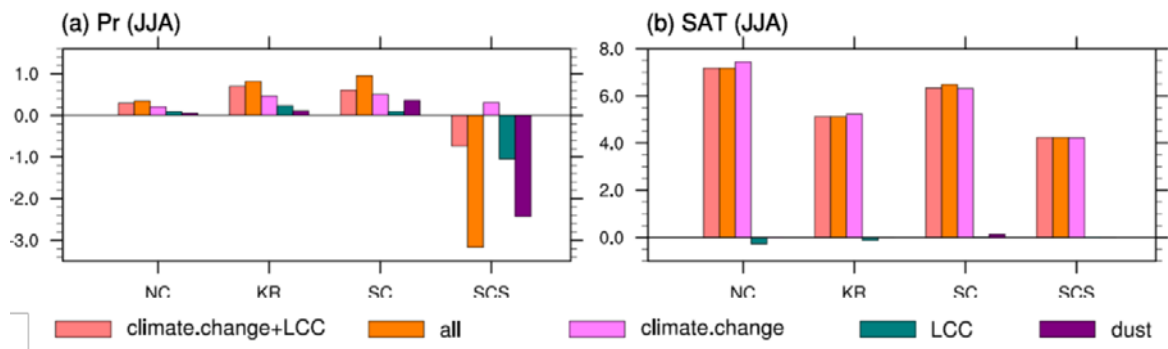 (a) Pr (JJA)
1.0
0.0
-1.0
-2.0
-3.0
NC KR SC SCS
(b) SAT (JJA)
8.0
6.0
4.0
2.0
0.0
NC KR SC SCS
climate.change+LCC all climate.change LCC dust